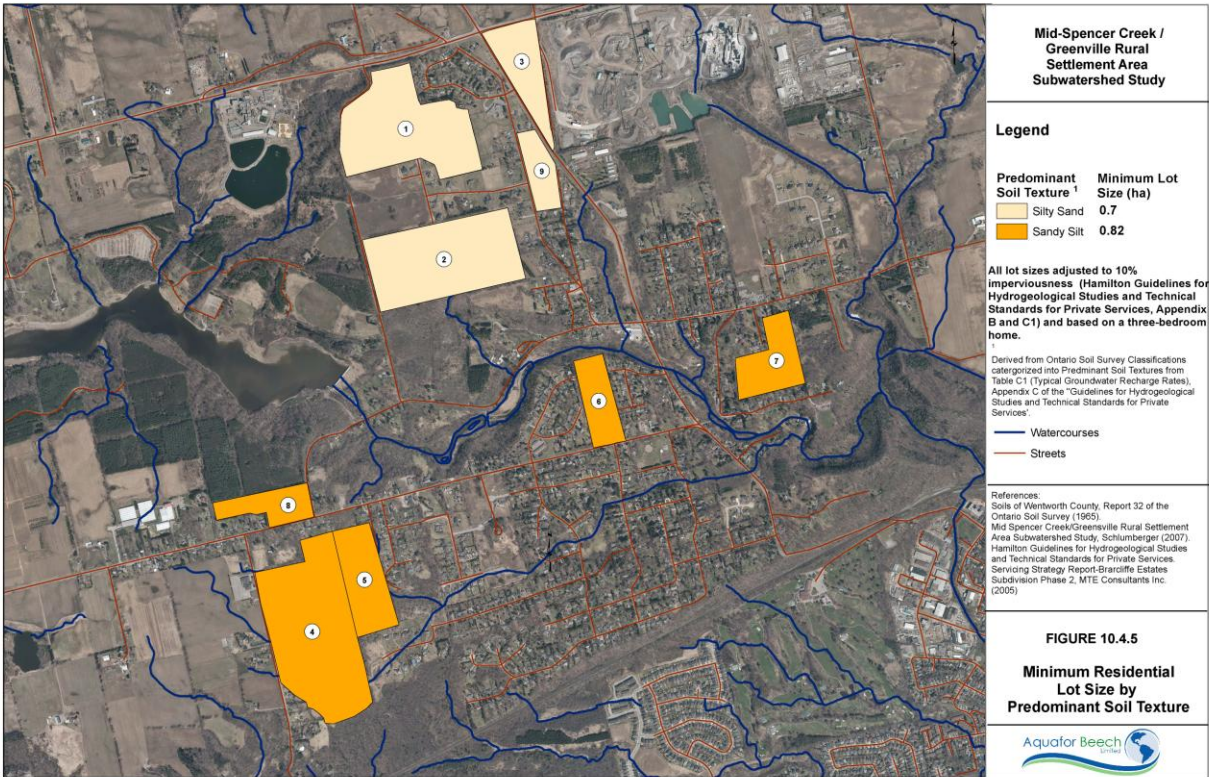 Mid-Spencer Creek /
Greenville Rural
Settlement Area
Subwatershed Study
Legend
Predominant
Soil Texture 1
Minimum Lot
Size (ha)
Silty Sand 0.7
Sandy Silt 0.82
All lot sizes adjusted to 10%
imperviousness (Hamilton Guidelines for
Hydrogeological Studies and Technical
Standards for Private Services, Appendix
B and C1) and based on a three-bedroom
home.
1
Derived from Ontario Soil Survey Classifications
catergorized into Predminant Soil Textures from
Table C1 (Typical Groundwater Recharge Rates),
Appendix C of the "Guidelines for Hydrogeological
Studies and Technical Standards for Private
Services'.
Watercourses
Streets
References:
Soils of Wentworth County, Report 32 of the
Ontario Soil Survey (1965).
Mid Spencer Creek/Greensville Rural Settlement
Area Subwatershed Study, Schlumberger (2007).
Hamilton Guidelines for Hydrogeological Studies
and Technical Standards for Private Services.
Servicing Strategy Report-Brarcliffe Estates
Subdivision Phase 2, MTE Consultants Inc.
(2005)
FIGURE 10.4.5
Minimum Residential
Lot Size by
Predominant Soil Texture
Aquafor Beech
Limited
3
1
9
2
7
6
8
5
4